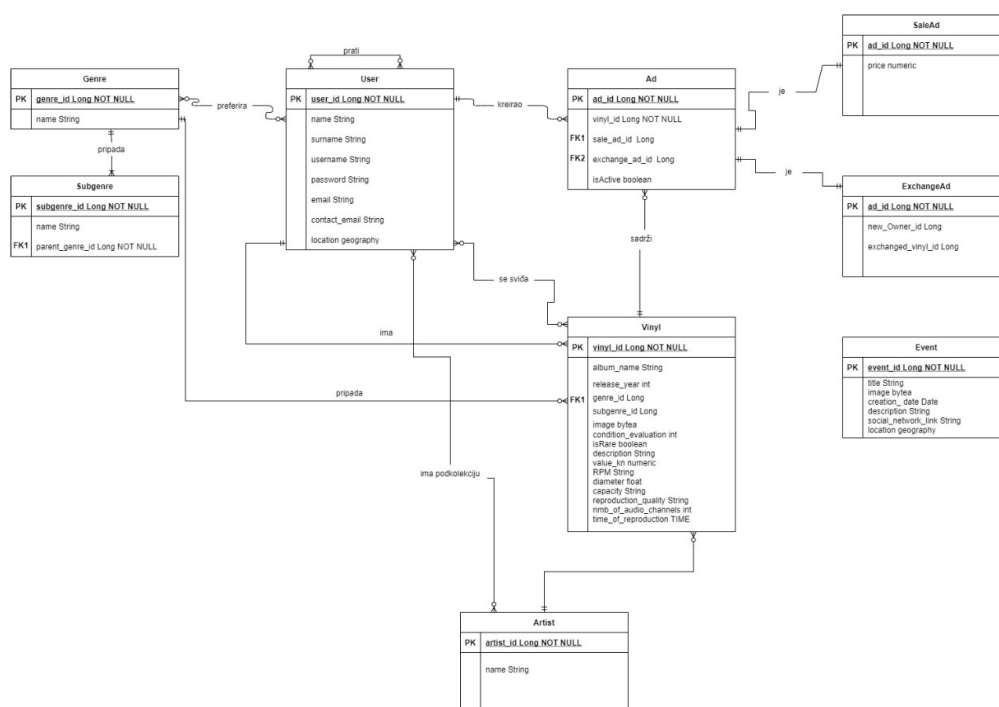 prati
Genre
PK genre_id Long NOT NULL
name String
pripada
Subgenre
PK subgenre_id Long NOT NULL
name String
FK1 parent_genre_id Long NOT NULL
preferira
User
PK user_id Long NOT NULL
name String
surname String
username String
password String
email String
contact_email String
location geography
kreirao
Ad
PK ad_id Long NOT NULL
vinyl_id Long NOT NULL
FK1 sale_ad_id Long
FK2 exchange_ad_id Long
isActive boolean
je
SaleAd
PK ad_id Long NOT NULL
price numeric
je
ExchangeAd
PK ad_id Long NOT NULL
new_Owner_id Long
exchanged_vinyl_id Long
sadrži
se sviđa
ima
pripada
ima podkolekciju
Vinyl
PK vinyl_id Long NOT NULL
album_name String
release_year int
FK1 genre_id Long
subgenre_id Long
image bytea
condition_evaluation int
isRare boolean
description String
value_kn numeric
RPM String
diameter float
capacity String
reproduction_quality String
nmb_of_audio_channels int
time_of_reproduction TIME
Event
PK event_id Long NOT NULL
title String
image bytea
creation_ date Date
description String
social_network_link String
location geography
Artist
PK artist_id Long NOT NULL
name String